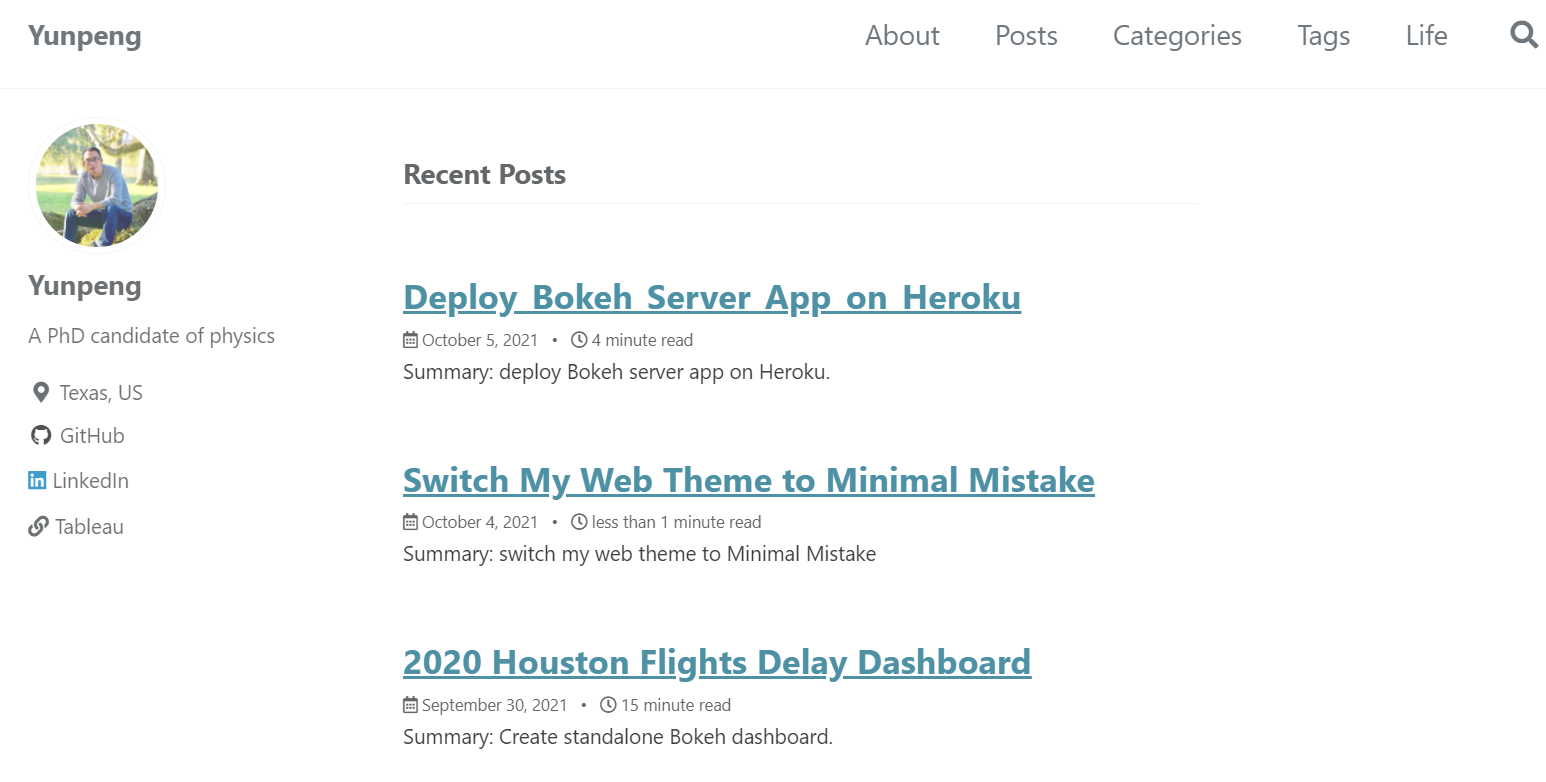 Yunpeng About Posts Categories Tags Life
Yunpeng
A PhD candidate of physics
Texas, US
GitHub
LinkedIn
Tableau
Recent Posts
Deploy Bokeh Server App on Heroku
October 5, 2021 • 4 minute read
Summary: deploy Bokeh server app on Heroku.
Switch My Web Theme to Minimal Mistake
October 4, 2021 • less than 1 minute read
Summary: switch my web theme to Minimal Mistake
2020 Houston Flights Delay Dashboard
September 30, 2021 • 15 minute read
Summary: Create standalone Bokeh dashboard.